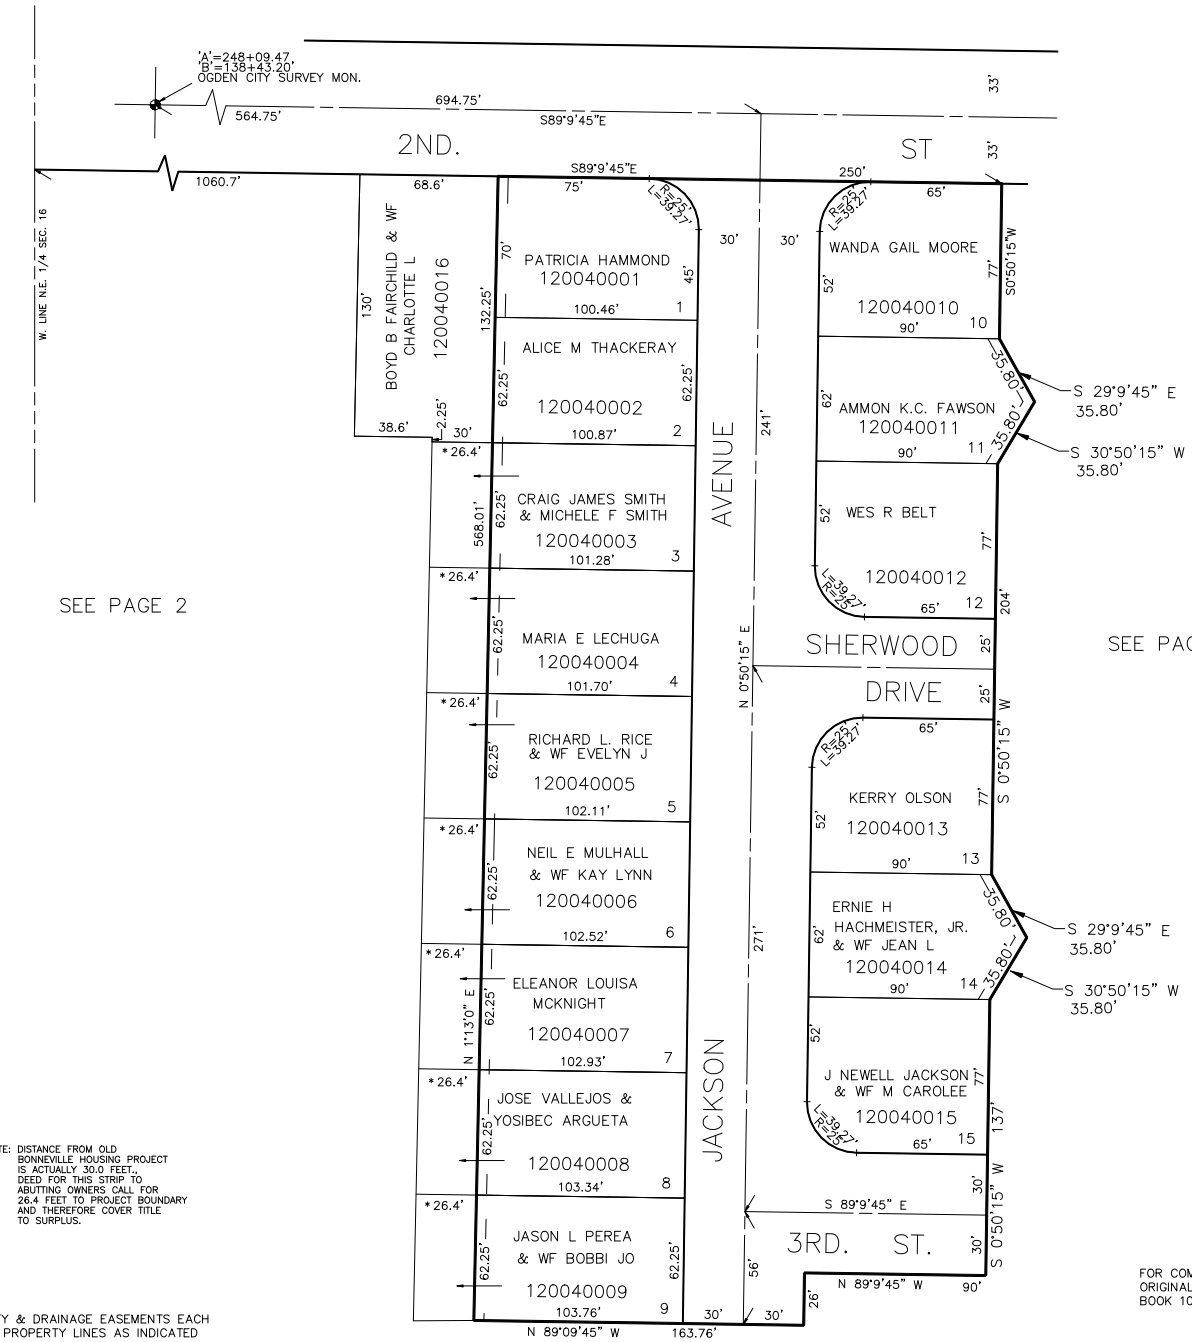 'A'=248+09.47,
'B'=138+43.20'
OGDEN CITY SURVEY MON.
694.75'
564.75'
S89°9'45"E
33'
2ND.
ST
33'
S89°9'45"E
250'
1060.7'
68.6'
75'
65'
R=25'
L=39.27'
R=25'
L=39.27'
W. LINE N.E. 1/4 SEC. 16
BOYD B FAIRCHILD & WF
CHARLOTTE L
120040016
130'
132.25'
38.6'
2.25'
30'
70'
PATRICIA HAMMOND
120040001
45'
100.46'
1
30'
30'
WANDA GAIL MOORE
52'
77'
S0°50'15"W
120040010
90'
10
ALICE M THACKERAY
62.25'
62.25'
120040002
100.87'
2
35.80'
35.80'
S 29°9'45" E
35.80'
62'
AMMON K.C. FAWSON
120040011
90'
11
S 30°50'15" W
35.80'
241'
AVENUE
*26.4'
568.01'
62.25'
CRAIG JAMES SMITH
& MICHELE F SMITH
120040003
101.28'
3
52'
WES R BELT
77'
120040012
12
L=39.27'
R=25'
65'
204'
SEE PAGE 2
*26.4'
62.25'
MARIA E LECHUGA
120040004
101.70'
4
N 0°50'15" E
SHERWOOD
25'
DRIVE
25'
SEE PAG
*26.4'
62.25'
RICHARD L. RICE
& WF EVELYN J
120040005
102.11'
5
R=25'
L=39.27'
65'
S 0°50'15" W
52'
KERRY OLSON
77'
120040013
90'
13
*26.4'
62.25'
NEIL E MULHALL
& WF KAY LYNN
120040006
102.52'
6
35.80'
35.80'
S 29°9'45" E
35.80'
62'
ERNIE H
HACHMEISTER, JR.
& WF JEAN L
120040014
90'
14
S 30°50'15" W
35.80'
271'
*26.4'
N 1°13'0" E
62.25'
ELEANOR LOUISA
MCKNIGHT
120040007
102.93'
7
JACKSON
52'
J NEWELL JACKSON
& WF M CAROLEE
77'
120040015
15
L=39.27'
R=25
65'
137'
*26.4'
62.25'
JOSE VALLEJOS &
YOSIBEC ARGUETA
120040008
103.34'
8
TE: DISTANCE FROM OLD
BONNEVILLE HOUSING PROJECT
IS ACTUALLY 30.0 FEET.,
DEED FOR THIS STRIP TO
ABUTTING OWNERS CALL FOR
26.4 FEET TO PROJECT BOUNDARY
AND THEREFORE COVER TITLE
TO SURPLUS.
S 89°9'45" E
30'
S 0°50'15" W
3RD. ST.
30'
*26.4'
62.25'
JASON L PEREA
& WF BOBBI JO
62.25'
120040009
103.76'
9
56'
30'
30'
26'
N 89°9'45" W
90'
FOR COM
ORIGINAL
BOOK 10
TY & DRAINAGE EASEMENTS EACH
PROPERTY LINES AS INDICATED
N 89°09'45" W
163.76'